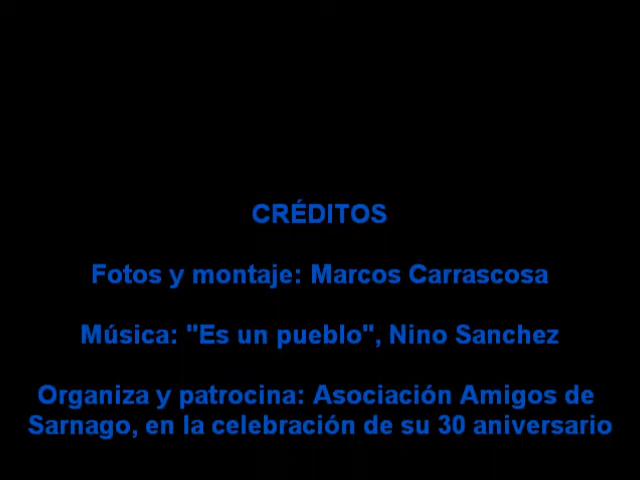 CRÉDITOS
Fotos y montaje: Marcos Carrascosa
Música: "Es un pueblo", Nino Sanchez
Organiza y patrocina: Asociación Amigos de
Sarnago, en la celebración de su 30 aniversario